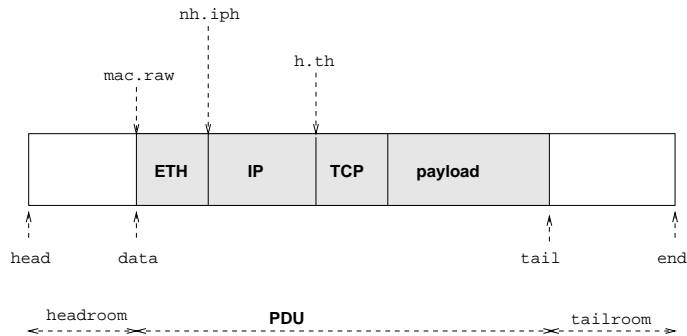 nh.iph
h.th
mac.raw
ETH IP TCP payload
head data tail end
headroom PDU tailroom